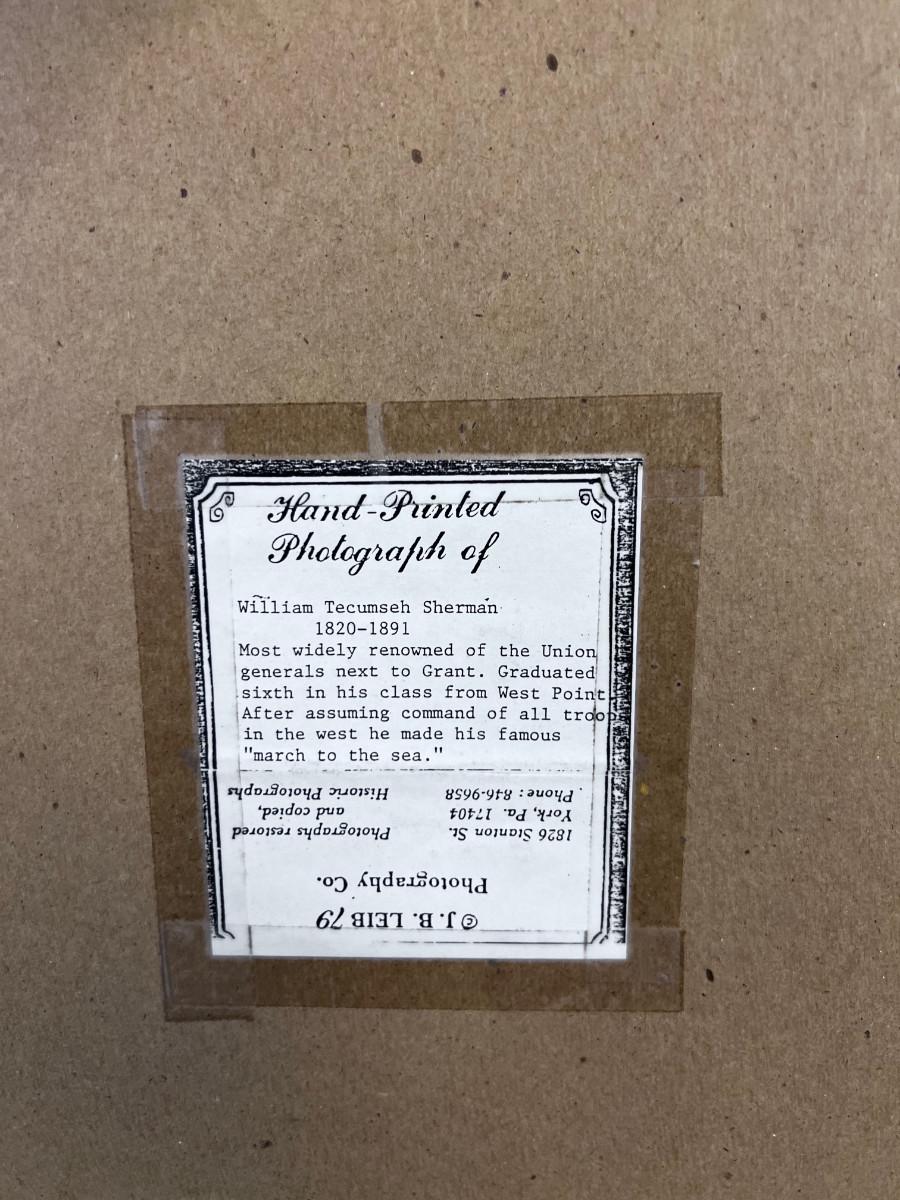 Hand-Printed
Photograph of
William Tecumseh Sherman
1820-1891
Most widely renowned of the Union
generals next to Grant. Graduated
sixth in his class from West Point.
After assuming command of all troops
in the west he made his famous
"march to the sea."
© J. B. LEIB 79
Photography Co.
1826 Stanton St.
York, Pa. 17404
Phone: 846-9658
Photographs restored
and copied,
Historic Photographs